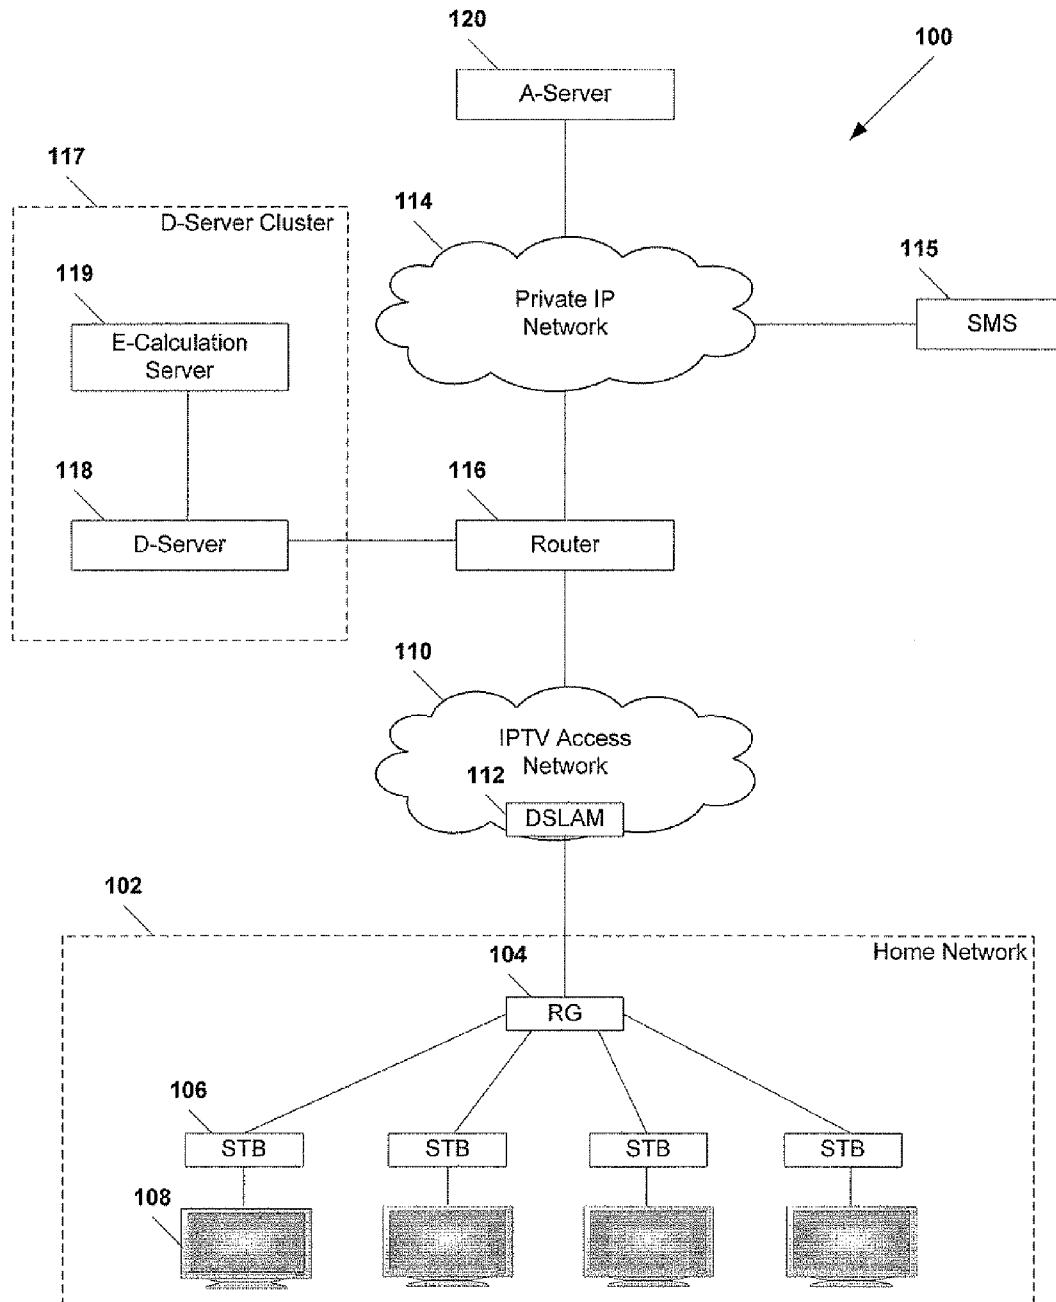 120
100
A-Server
117
D-Server Cluster
114
115
119
Private IP
Network
SMS
E-Calculation
Server
118
116
D-Server
Router
110
IPTV Access
Network
112
DSLAM
102
Home Network
104
RG
106
STB
STB
STB
STB
108